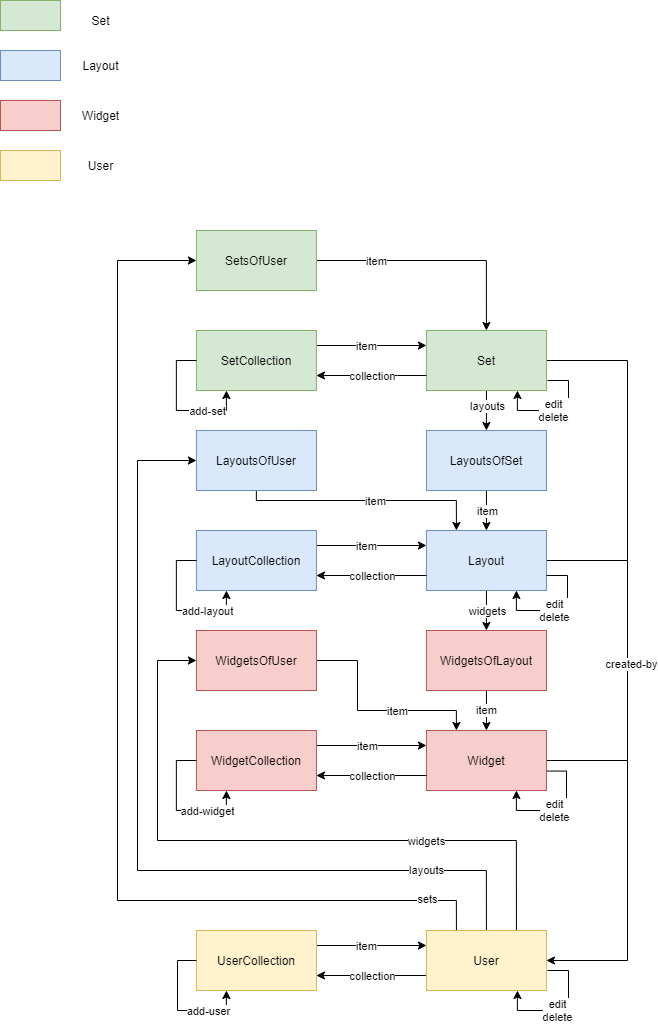 Set
Layout
Widget
User
SetsOfUser
item
SetCollection
item
Set
collection
add-set
layouts
edit
delete
LayoutsOfUser
LayoutsOfSet
item
item
LayoutCollection
item
Layout
collection
add-layout
widgets
edit
delete
WidgetsOfUser
WidgetsOfLayout
created-by
item
item
WidgetCollection
item
Widget
collection
add-widget
edit
delete
widgets
layouts
sets
UserCollection
item
User
collection
add-user
edit
delete